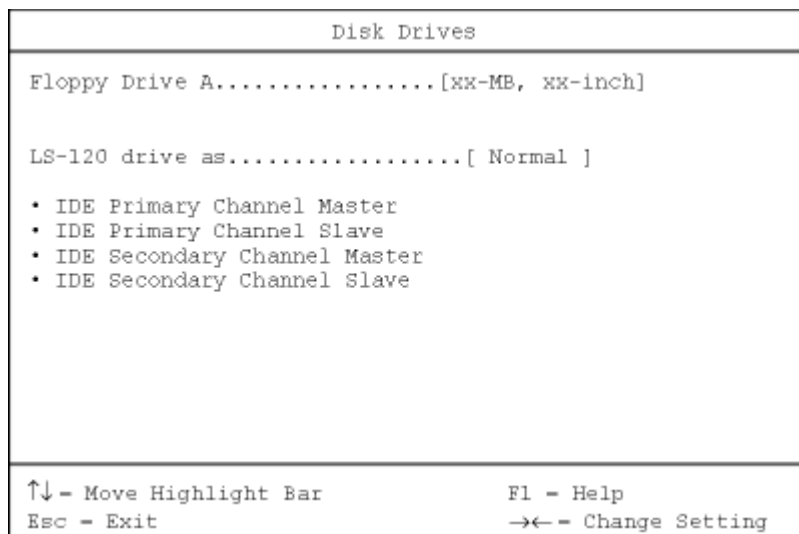 Disk Drives
Floppy Drive A.................[xx-MB, xx-inch]
LS-120 drive as..................[ Normal ]
• IDE Primary Channel Master
• IDE Primary Channel Slave
• IDE Secondary Channel Master
• IDE Secondary Channel Slave
↑↓ - Move Highlight Bar F1 - Help
Esc - Exit →← - Change Setting